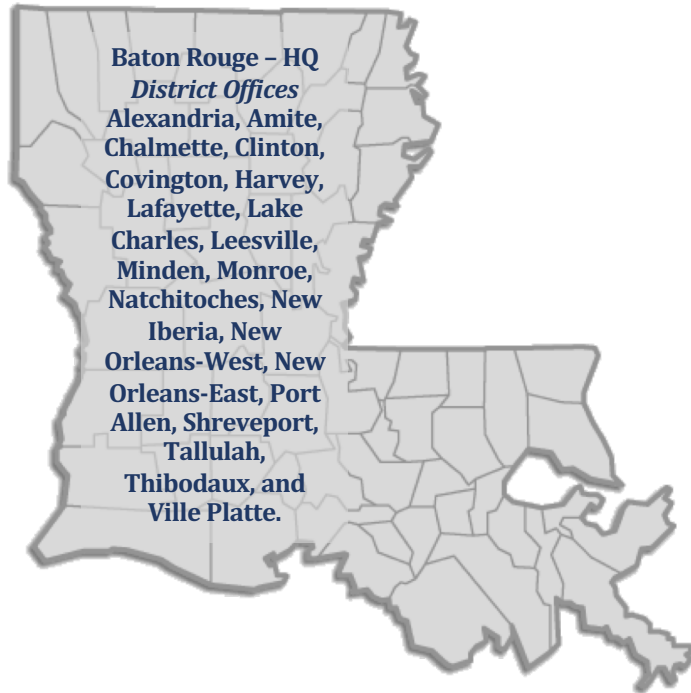 Baton Rouge – HQ
District Offices
Alexandria, Amite,
Chalmette, Clinton,
Covington, Harvey,
Lafayette, Lake
Charles, Leesville,
Minden, Monroe,
Natchitoches, New
Iberia, New
Orleans-West, New
Orleans-East, Port
Allen, Shreveport,
Tallulah,
Thibodaux, and
Ville Platte.